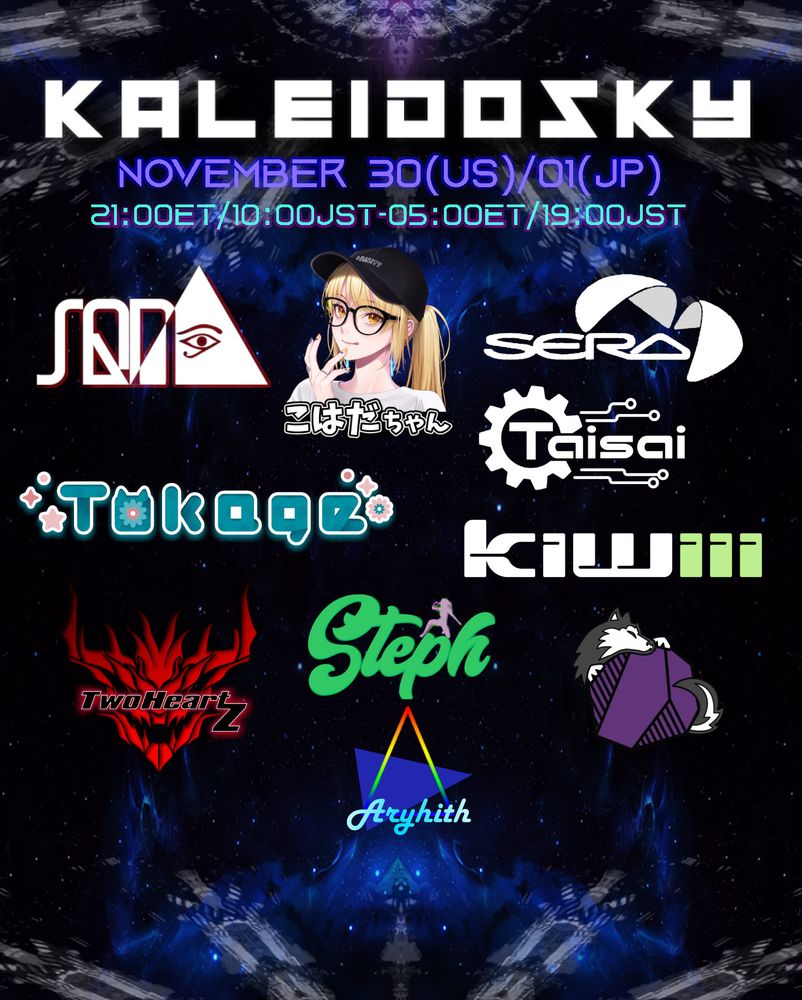 KALEIDOSKY
NOVEMBER 30(US)/01(JP)
21:00ET/10:00JST-05:00ET/19:00JST
こはだちゃん
SERA
Taisai
Tokage
kiwiii
Steph
TwoHeartZ
Aryhith